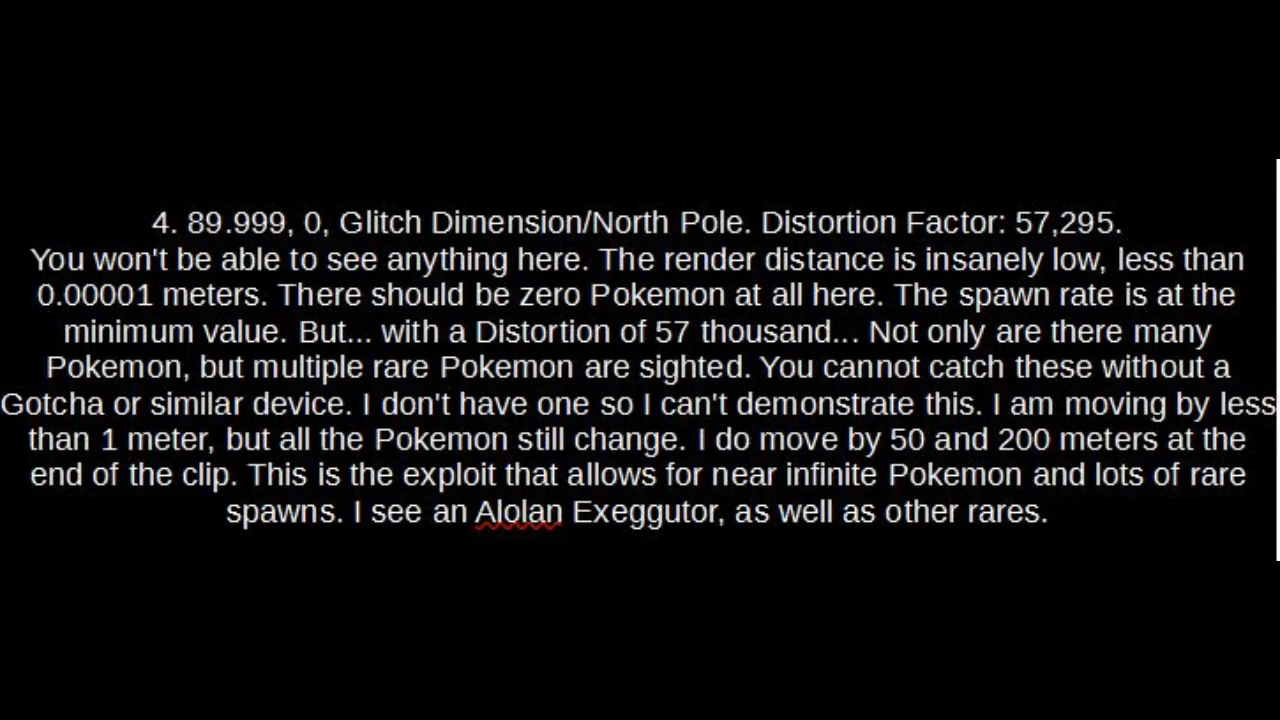 4. 89.999, 0, Glitch Dimension/North Pole. Distortion Factor: 57,295.
You won't be able to see anything here. The render distance is insanely low, less than
0.00001 meters. There should be zero Pokemon at all here. The spawn rate is at the
minimum value. But... with a Distortion of 57 thousand... Not only are there many
Pokemon, but multiple rare Pokemon are sighted. You cannot catch these without a
Gotcha or similar device. I don't have one so I can't demonstrate this. I am moving by less
than 1 meter, but all the Pokemon still change. I do move by 50 and 200 meters at the
end of the clip. This is the exploit that allows for near infinite Pokemon and lots of rare
spawns. I see an Alolan Exeggutor, as well as other rares.